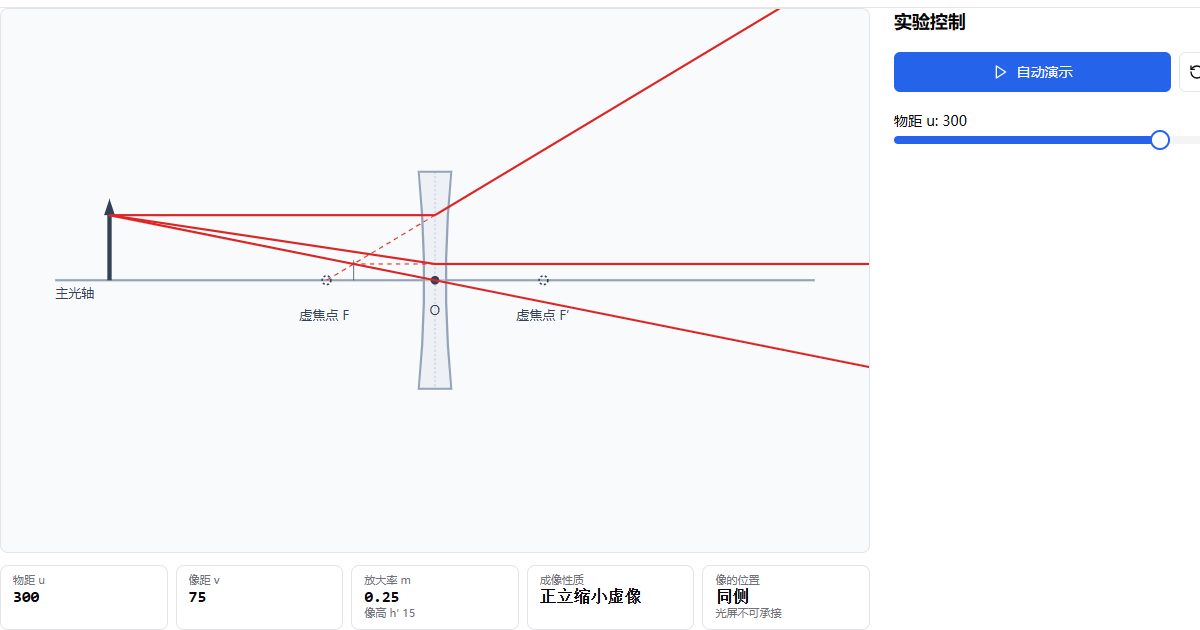 实验控制
自动演示
物距 u: 300
主光轴
虚焦点 F
O
虚焦点 F′
物距 u
300
像距 v
75
放大率 m
0.25
像高 h′ 15
成像性质
正立缩小虚像
像的位置
同侧
光屏不可承接